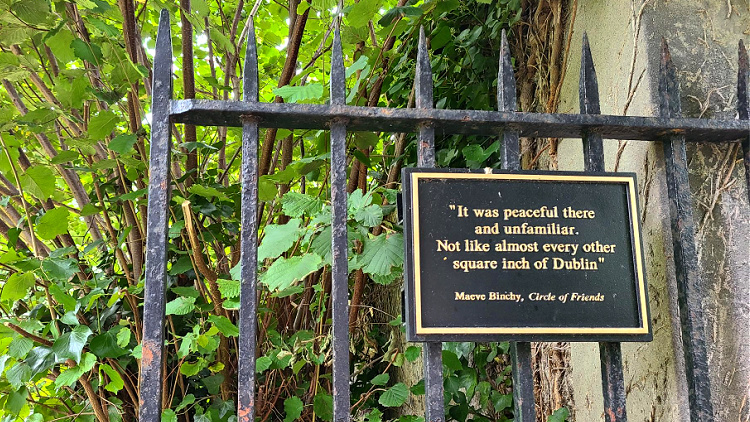 "It was peaceful there
and unfamiliar.
Not like almost every other
square inch of Dublin"
Maeve Binchy, Circle of Friends